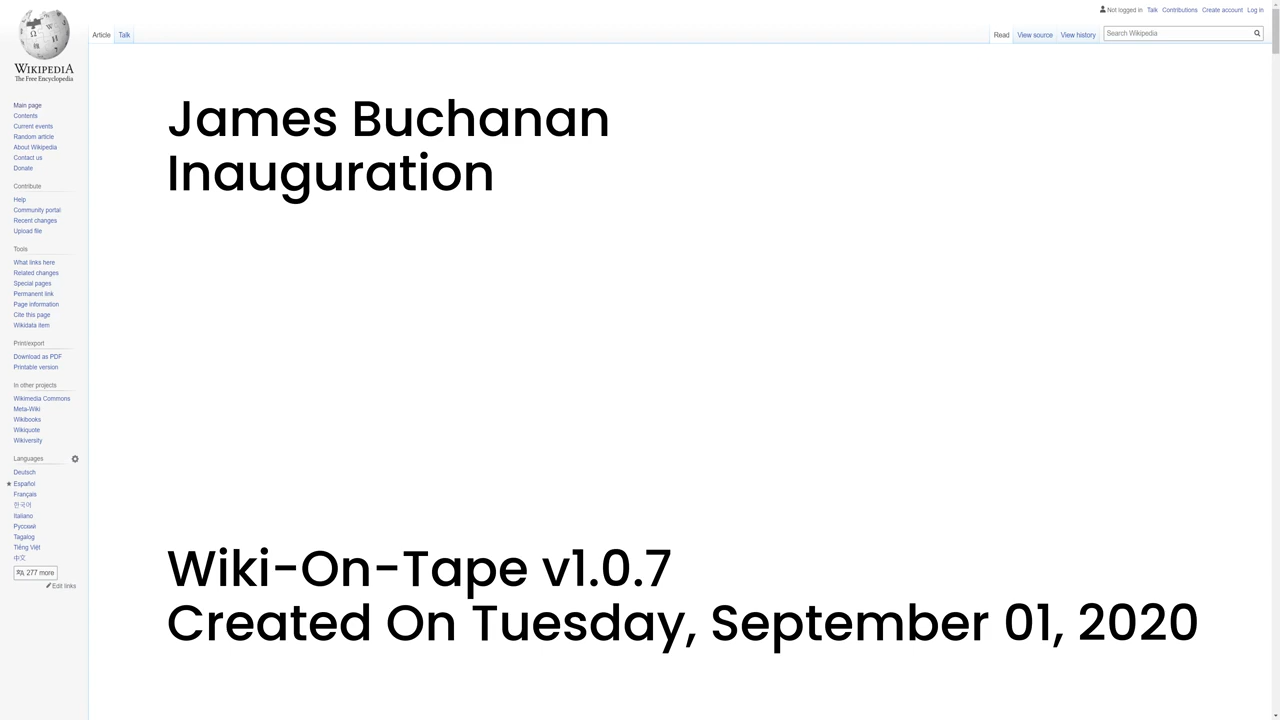 Not logged in Talk Contributions Create account Log in
Article Talk Read View source View history Search Wikipedia
WIKIPEDIA
The Free Encyclopedia
Main page
Contents
Current events
Random article
About Wikipedia
Contact us
Donate
Contribute
Help
Community portal
Recent changes
Upload file
Tools
What links here
Related changes
Special pages
Permanent link
Page information
Cite this page
Wikidata item
Print/export
Download as PDF
Printable version
In other projects
Wikimedia Commons
Meta-Wiki
Wikibooks
Wikiquote
Wikiversity
Languages
Deutsch
Español
Français
한국어
Italiano
Русский
Tagalog
Tiếng Việt
中文
277 more
Edit links
James Buchanan
Inauguration
Wiki-On-Tape v1.0.7
Created On Tuesday, September 01, 2020